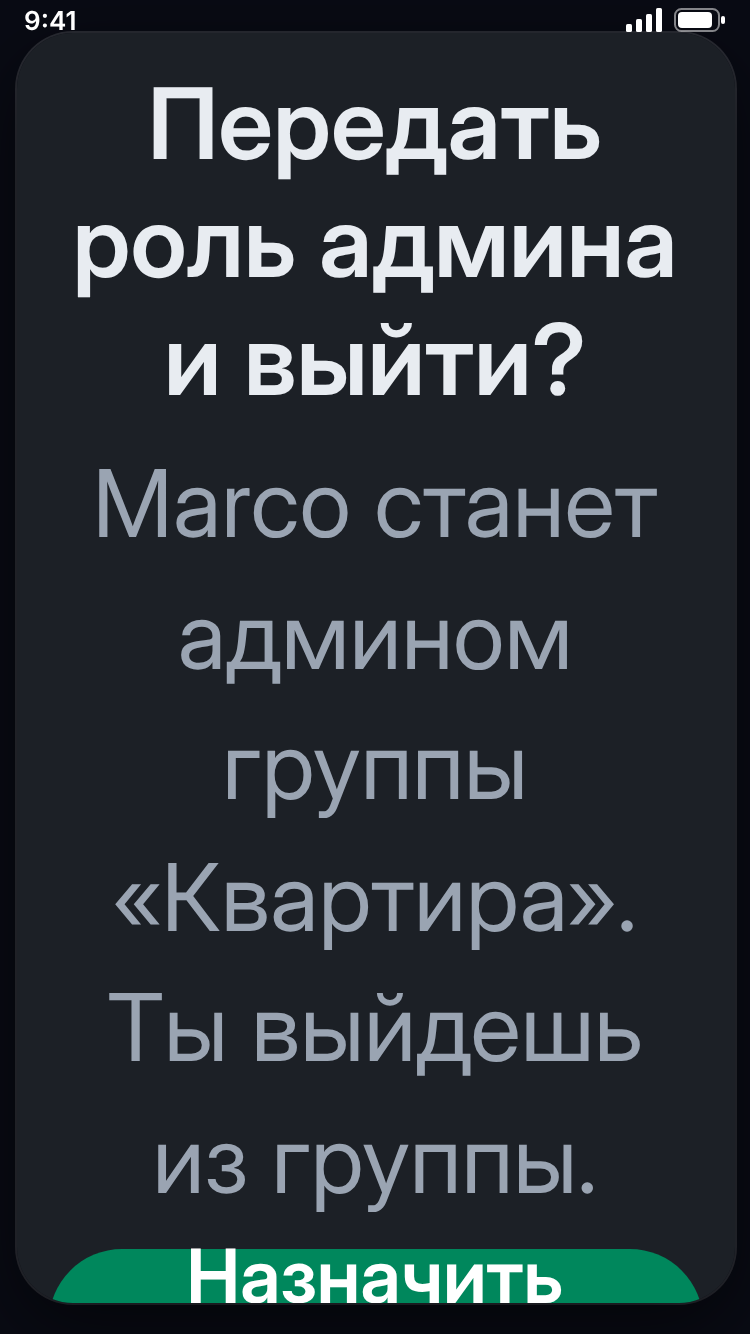 9:41
Передать
роль админа
и выйти?
Marco станет
админом
группы
«Квартира».
Ты выйдешь
из группы.
Назначить